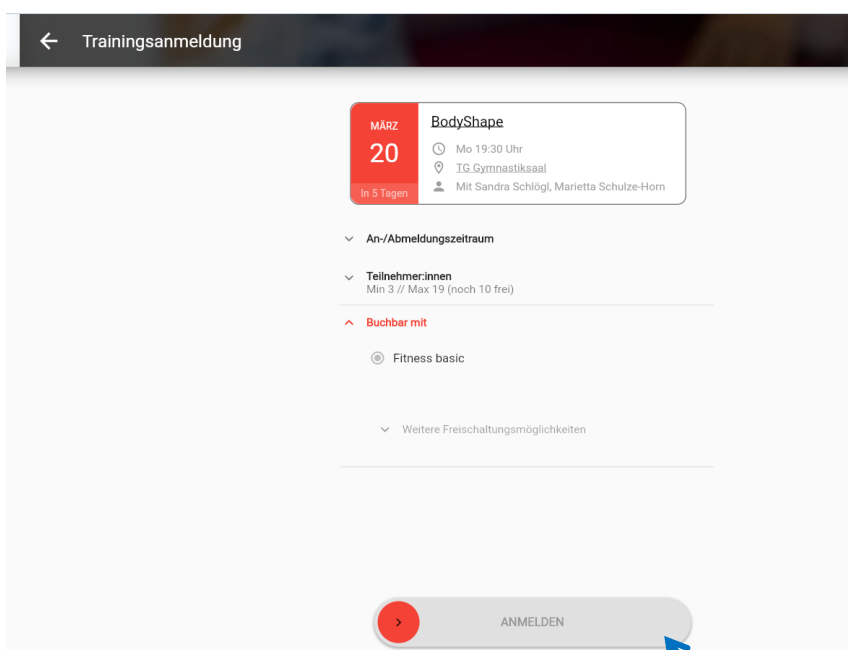 Trainingsanmeldung
MÄRZ
20
In 5 Tagen
BodyShape
Mo 19:30 Uhr
TG Gymnastiksaal
Mit Sandra Schlögl, Marietta Schulze-Horn
An-/Abmeldungszeitraum
Teilnehmer:innen
Min 3 // Max 19 (noch 10 frei)
Buchbar mit
Fitness basic
Weitere Freischaltungsmöglichkeiten
ANMELDEN